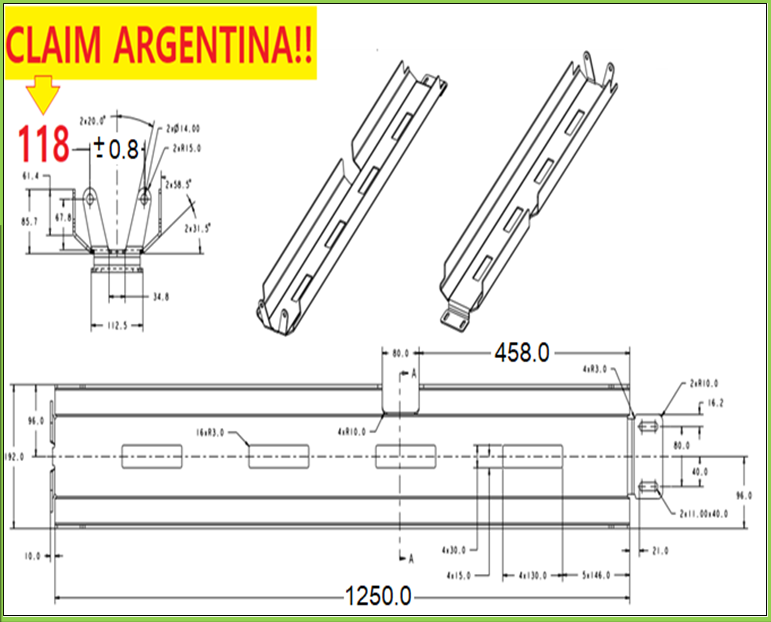 CLAIM ARGENTINA!!
118 ± 0.8
2x20.0°
2xØ14.00
2xR15.0
61.4
2x58.5°
85.7
67.8
2x31.5°
34.8
112.5
80.0
458.0
A
4xR3.0
2xR10.0
16.2
96.0
16xR3.0
4xR10.0
80.0
192.0
40.0
96.0
2x11.00x40.0
10.0
A
4x30.0
21.0
4x15.0
4x130.0
5x146.0
1250.0